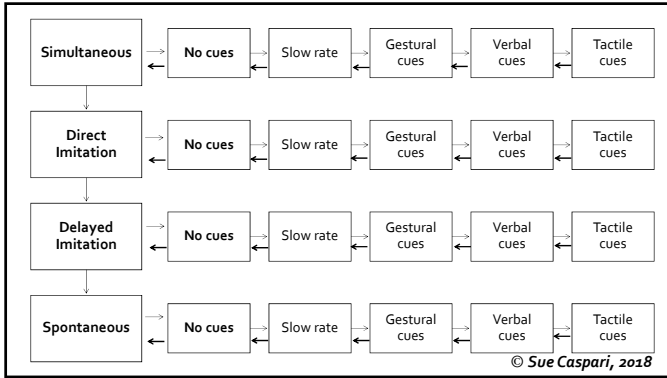 Simultaneous
No cues
Slow rate
Gestural
cues
Verbal
cues
Tactile
cues
Direct
Imitation
No cues
Slow rate
Gestural
cues
Verbal
cues
Tactile
cues
Delayed
Imitation
No cues
Slow rate
Gestural
cues
Verbal
cues
Tactile
cues
Spontaneous
No cues
Slow rate
Gestural
cues
Verbal
cues
Tactile
cues
© Sue Caspari, 2018